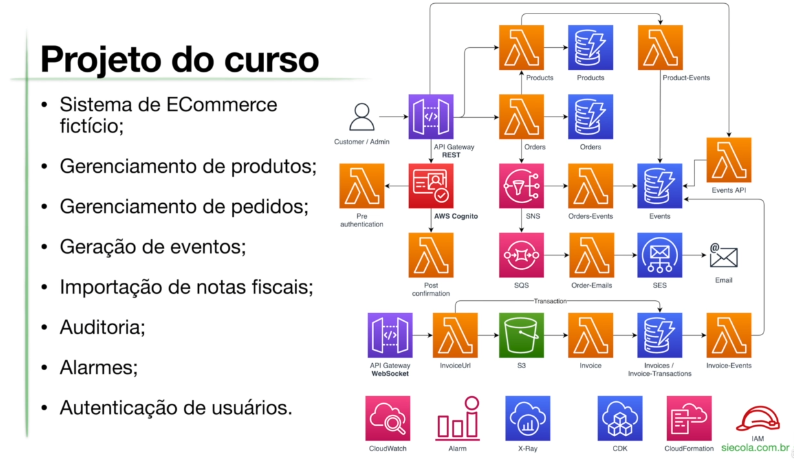 Projeto do curso
• Sistema de ECommerce
fictício;
• Gerenciamento de produtos;
• Gerenciamento de pedidos;
• Geração de eventos;
• Importação de notas fiscais;
• Auditoria;
• Alarmes;
• Autenticação de usuários.
Products
Products
Product-Events
Customer / Admin
API Gateway
REST
Orders
Orders
Events API
Pre
authentication
AWS Cognito
SNS
Orders-Events
Events
Post
confirmation
SQS
Order-Emails
SES
@
Email
Transaction
API Gateway
WebSocket
InvoiceUrl
S3
Invoice
Invoices /
Invoice-Transactions
Invoice-Events
CloudWatch
Alarm
X-Ray
CDK
CloudFormation
IAM
siecola.com.br